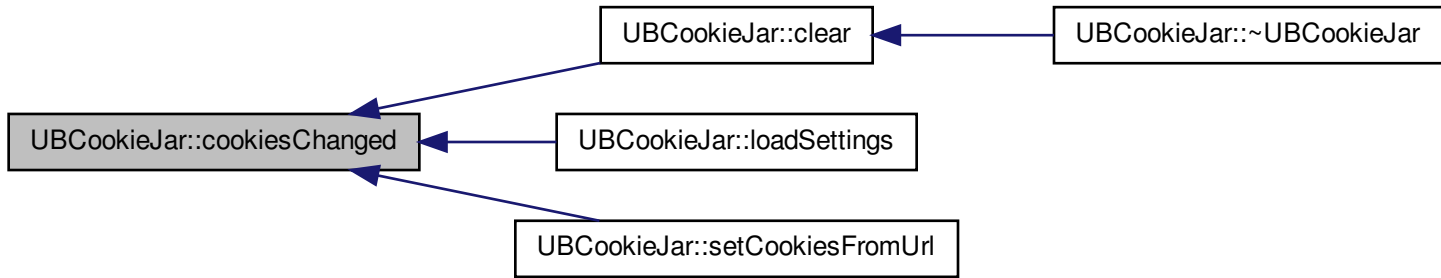 UBCookieJar::clear
UBCookieJar::~UBCookieJar
UBCookieJar::cookiesChanged
UBCookieJar::loadSettings
UBCookieJar::setCookiesFromUrl